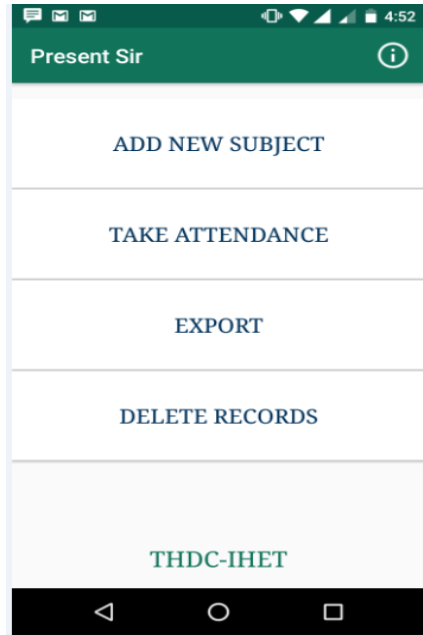 4:52
Present Sir
ADD NEW SUBJECT
TAKE ATTENDANCE
EXPORT
DELETE RECORDS
THDC-IHET